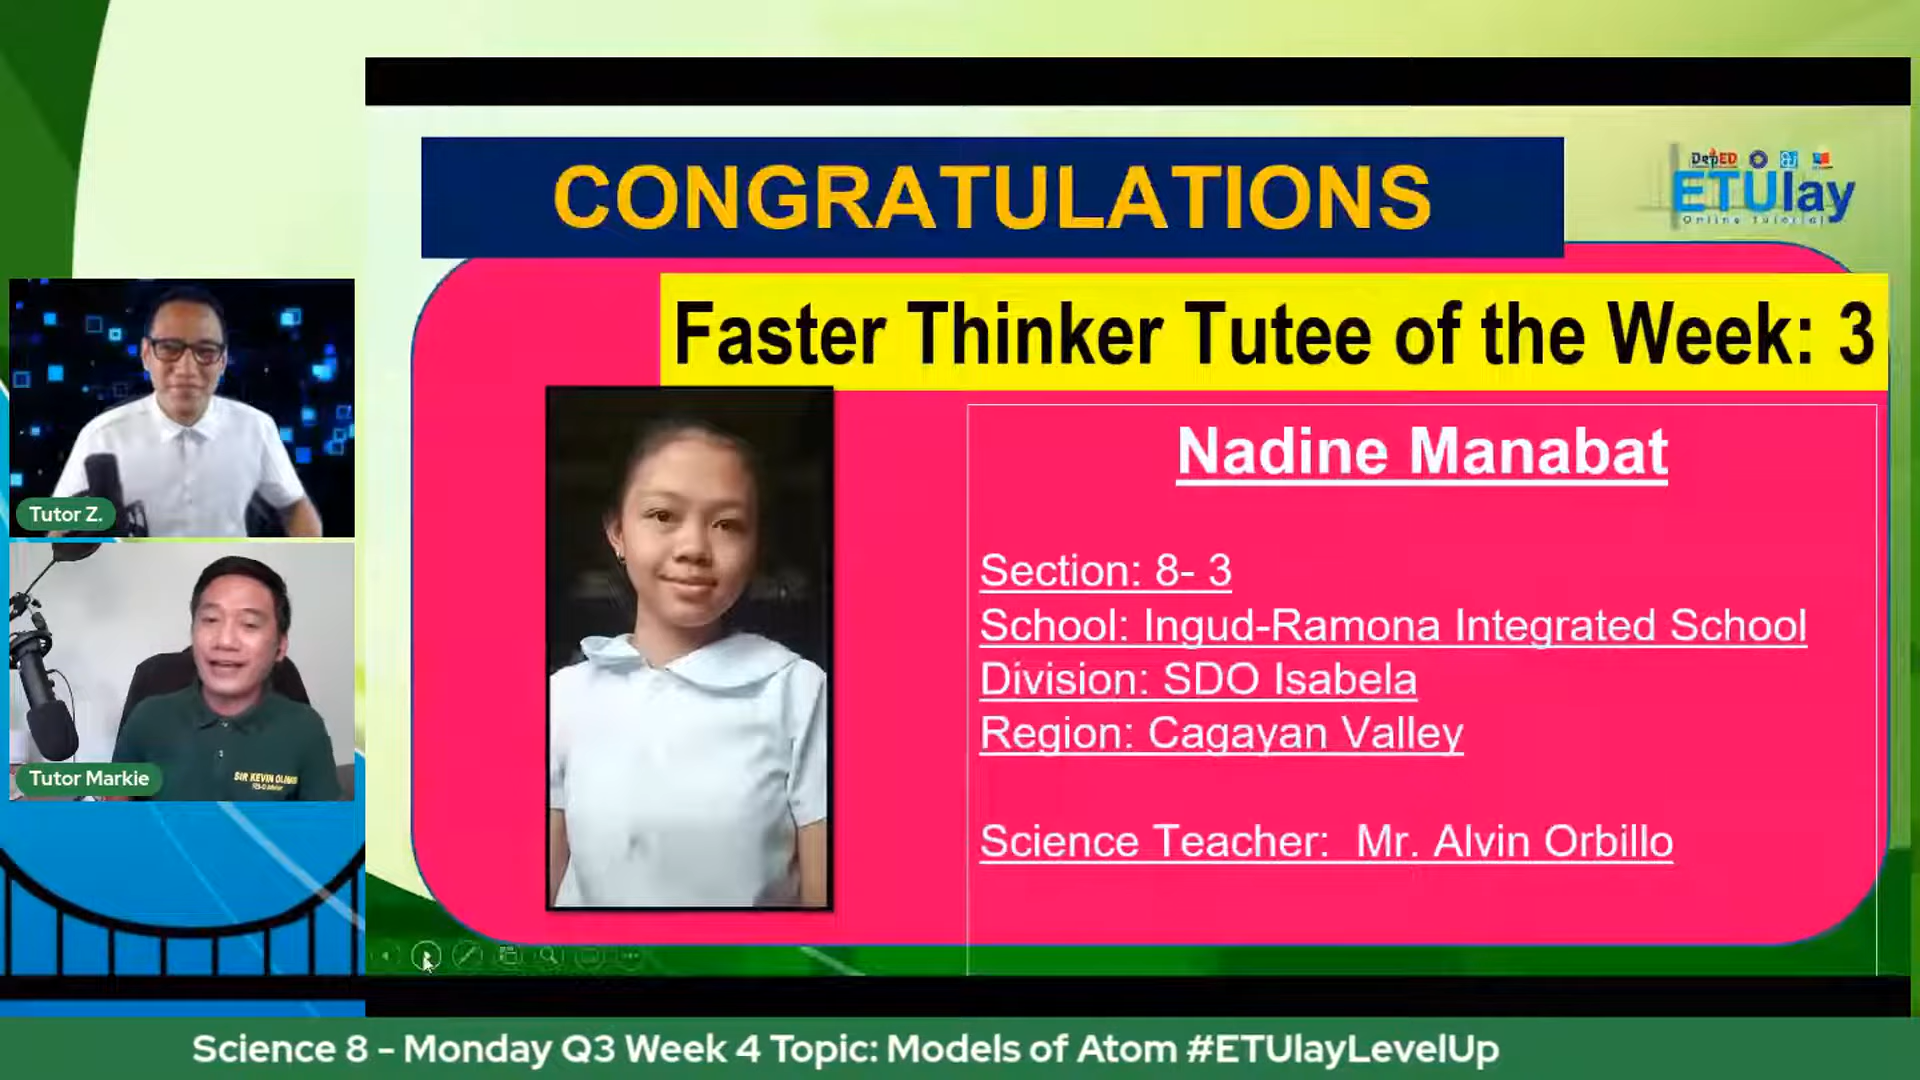 CONGRATULATIONS
DepED
ETUlay
Online Tutorial
Faster Thinker Tutee of the Week: 3
Nadine Manabat
Section: 8- 3
School: Ingud-Ramona Integrated School
Division: SDO Isabela
Region: Cagayan Valley
Science Teacher: Mr. Alvin Orbillo
Tutor Z.
SIR KEVIN
Tutor Markie
Science 8 - Monday Q3 Week 4 Topic: Models of Atom #ETUlayLevelUp